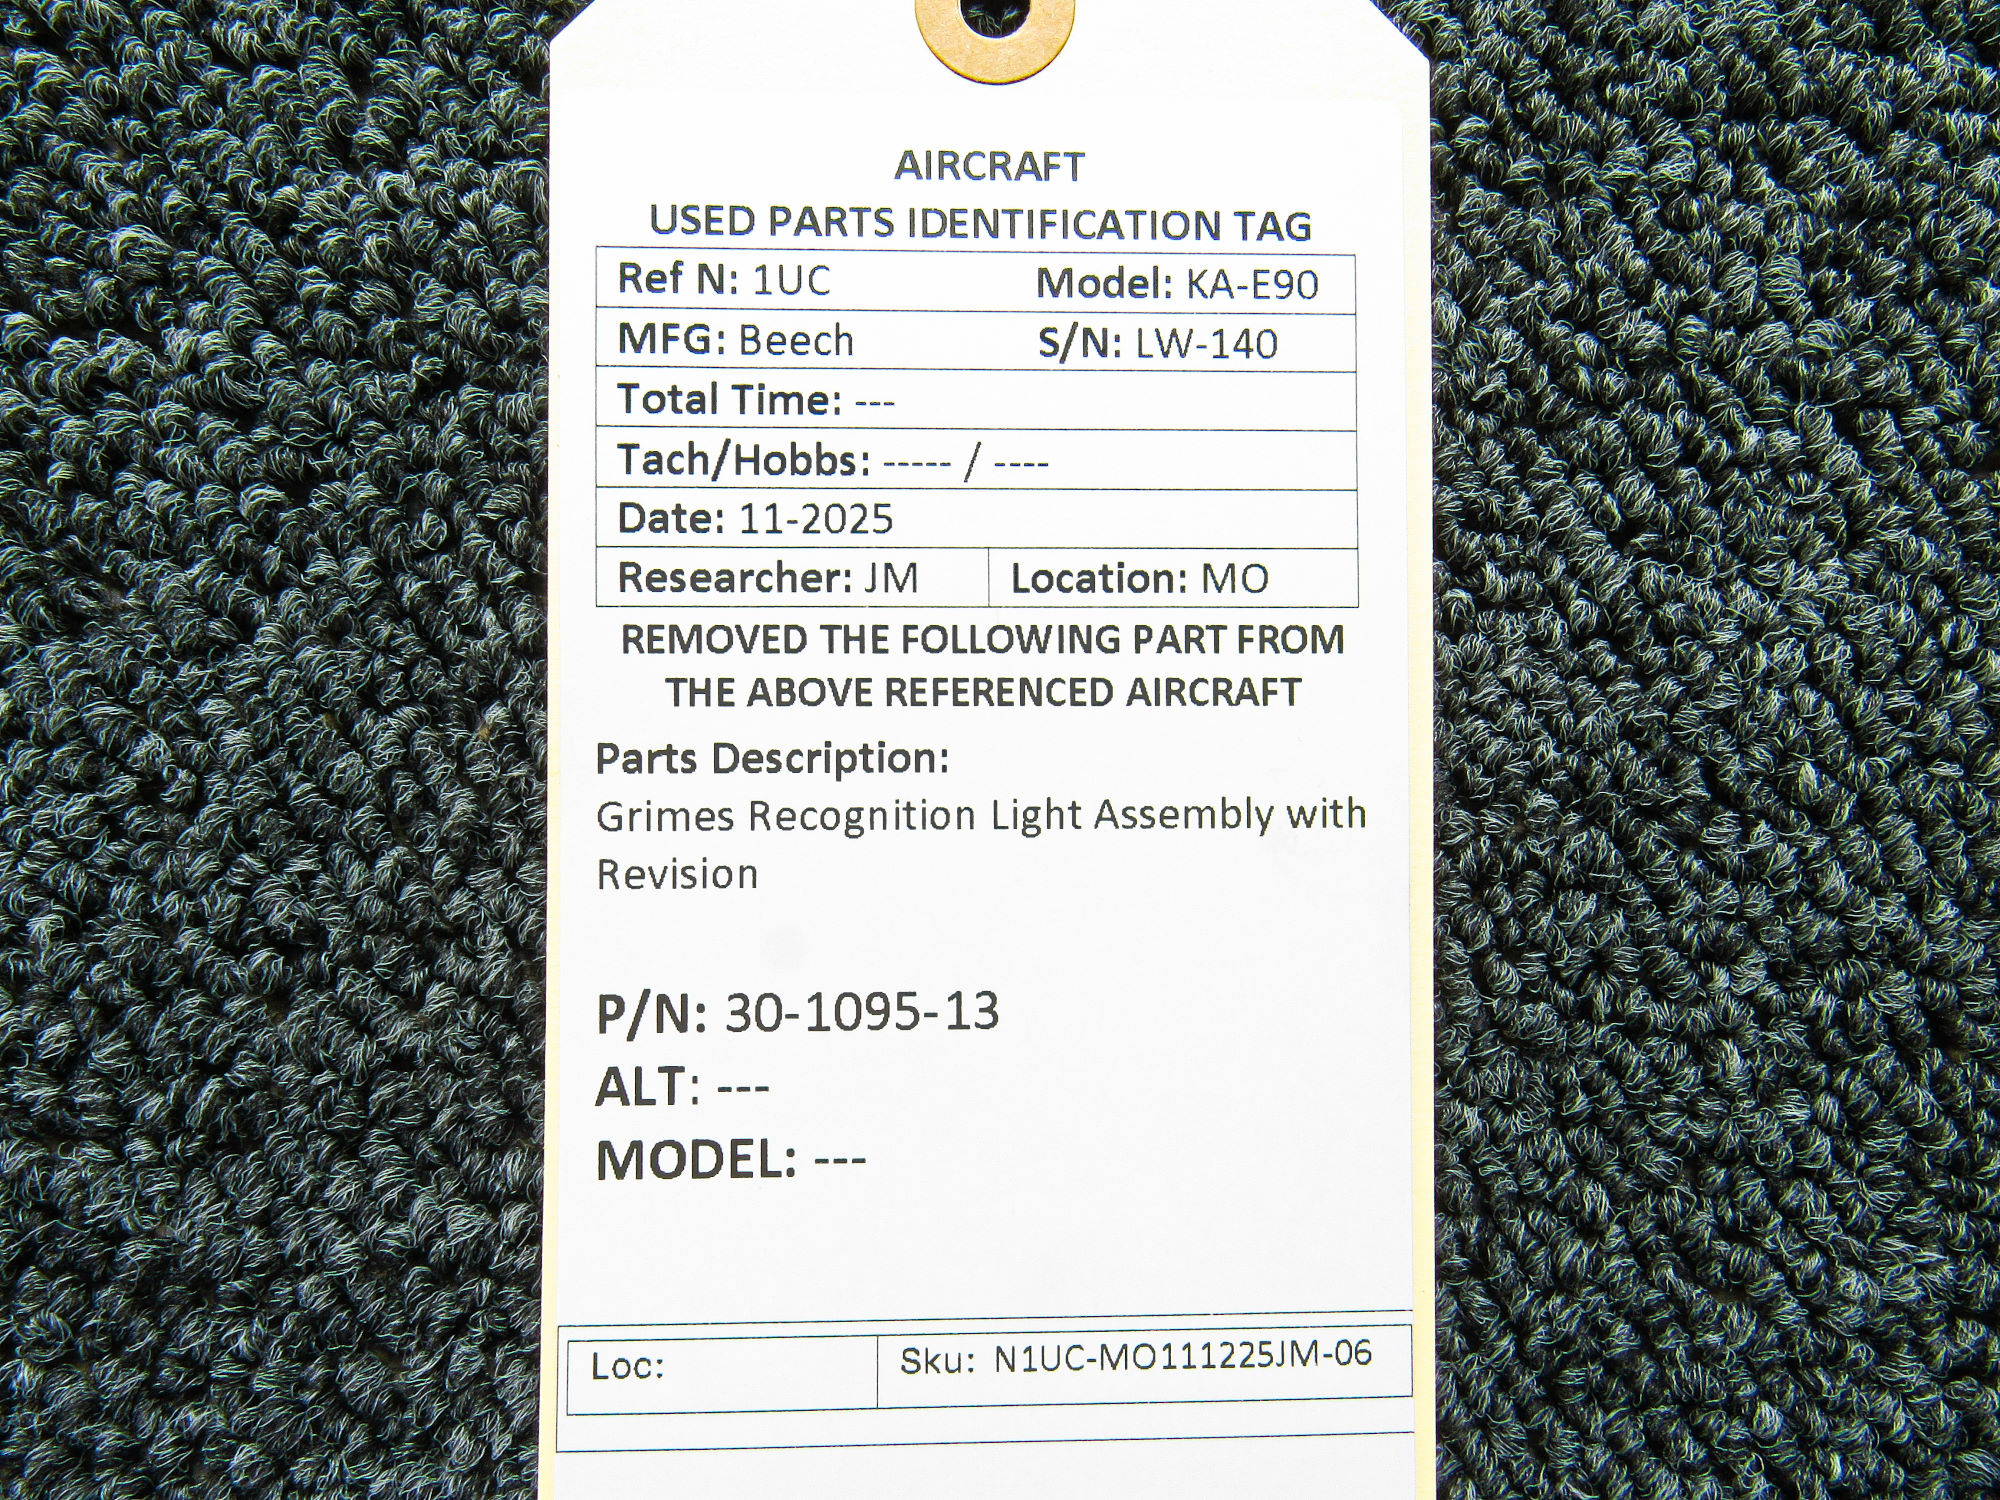 AIRCRAFT
USED PARTS IDENTIFICATION TAG
Ref N: 1UC Model: KA-E90
MFG: Beech S/N: LW-140
Total Time: ---
Tach/Hobbs: ----- / ----
Date: 11-2025
Researcher: JM Location: MO
REMOVED THE FOLLOWING PART FROM
THE ABOVE REFERENCED AIRCRAFT
Parts Description:
Grimes Recognition Light Assembly with
Revision
P/N: 30-1095-13
ALT: ---
MODEL: ---
Loc: Sku: N1UC-MO111225JM-06